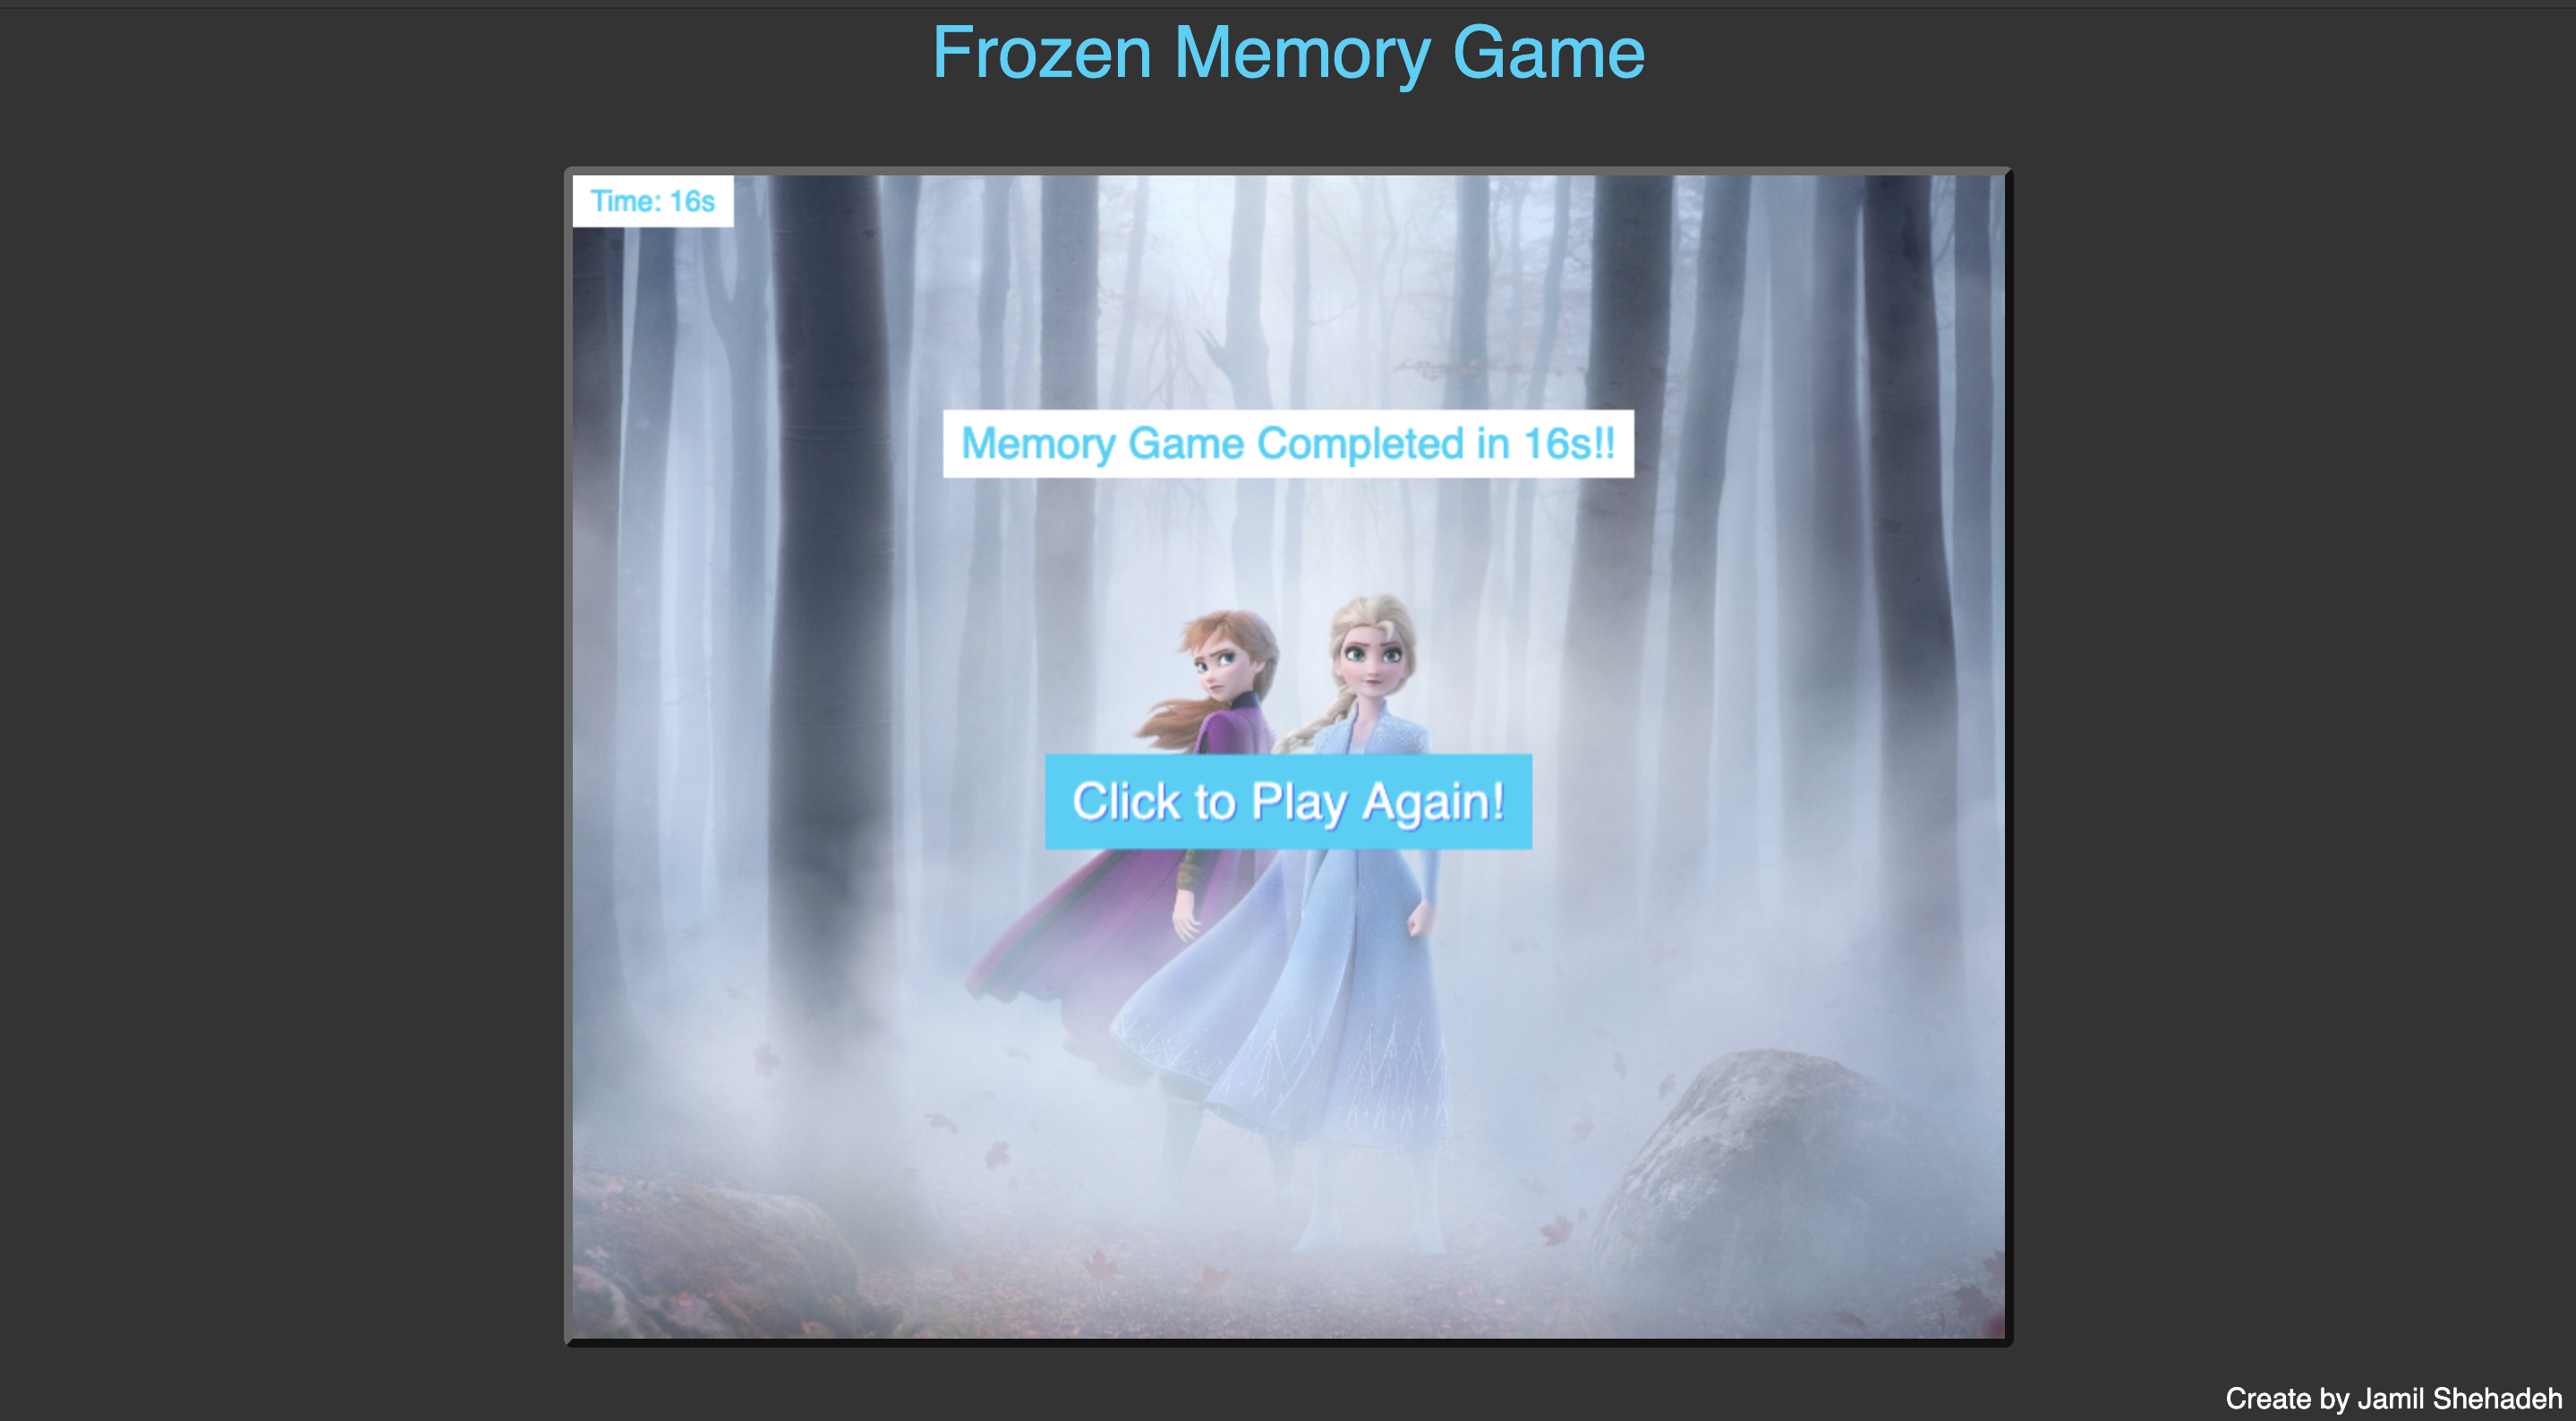 Frozen Memory Game
Time: 16s
Memory Game Completed in 16s!!
Click to Play Again!
Create by Jamil Shehadeh